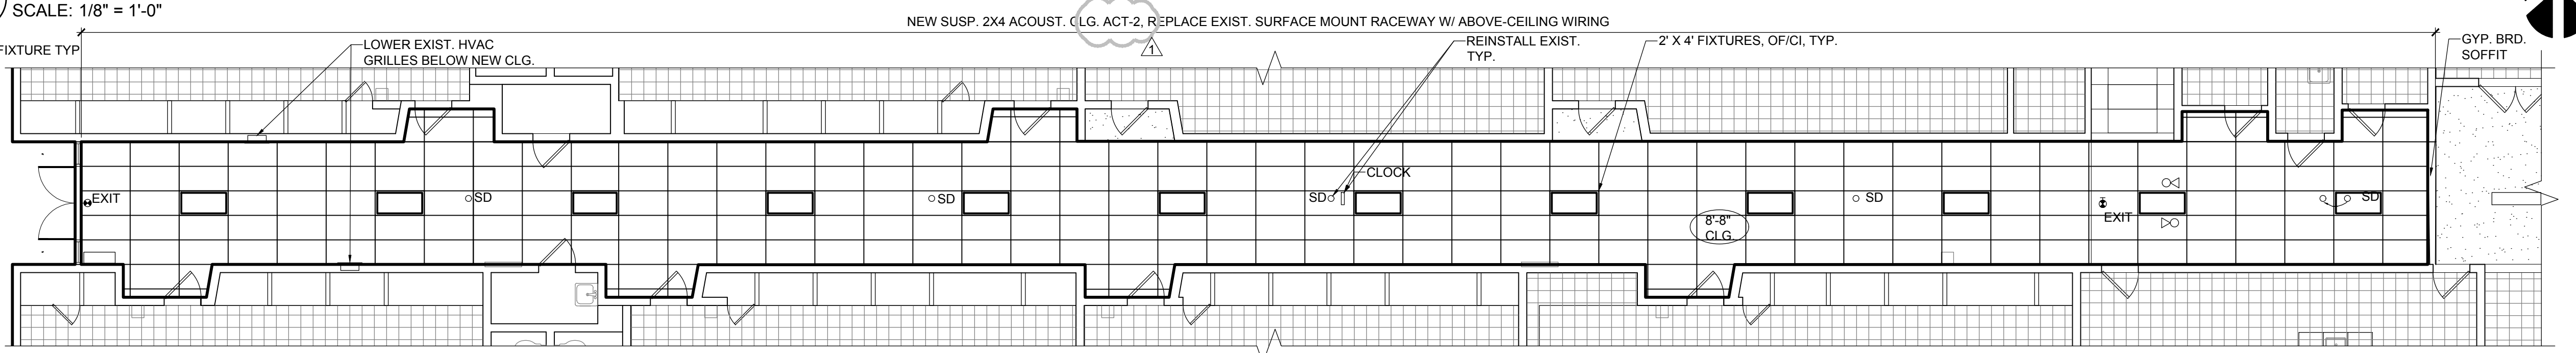 SCALE: 1/8" = 1'-0"
NEW SUSP. 2X4 ACOUST. CLG. ACT-2, REPLACE EXIST. SURFACE MOUNT RACEWAY W/ ABOVE-CEILING WIRING
FIXTURE TYP
LOWER EXIST. HVAC
GRILLES BELOW NEW CLG.
1
REINSTALL EXIST.
TYP.
2' X 4' FIXTURES, OF/CI, TYP.
GYP. BRD.
SOFFIT
EXIT
SD
SD
SD
CLOCK
8'-8"
CLG.
SD
EXIT
SD